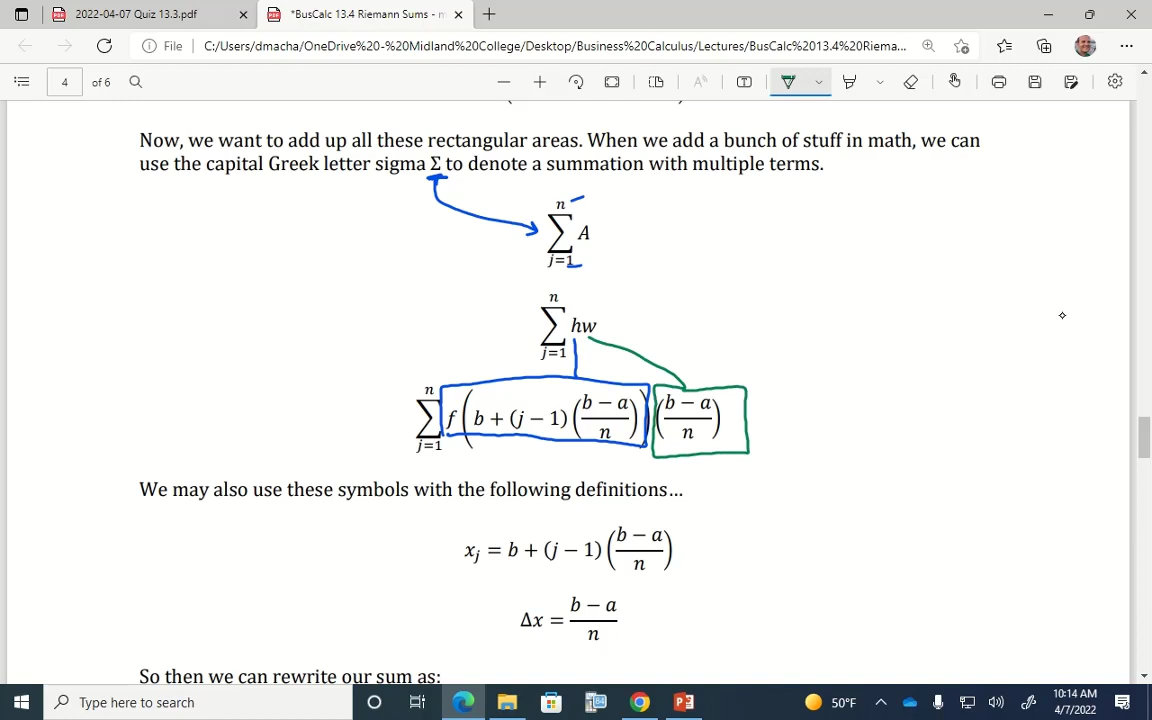 2022-04-07 Quiz 13.3.pdf
*BusCalc 13.4 Riemann Sums - m
File C:/Users/dmacha/OneDrive%20-%20Midland%20College/Desktop/Business%20Calculus/Lectures/BusCalc%2013.4%20Riema...
4 of 6
Now, we want to add up all these rectangular areas. When we add a bunch of stuff in math, we can
use the capital Greek letter sigma Σ to denote a summation with multiple terms.
n
∑ A
j=1
n
∑ hw
j=1
n
∑ f(b + (j − 1)((b − a)/n))((b − a)/n)
j=1
We may also use these symbols with the following definitions…
xⱼ = b + (j − 1)((b − a)/n)
Δx = (b − a)/n
So then we can rewrite our sum as:
Type here to search
50°F
10:14 AM
4/7/2022